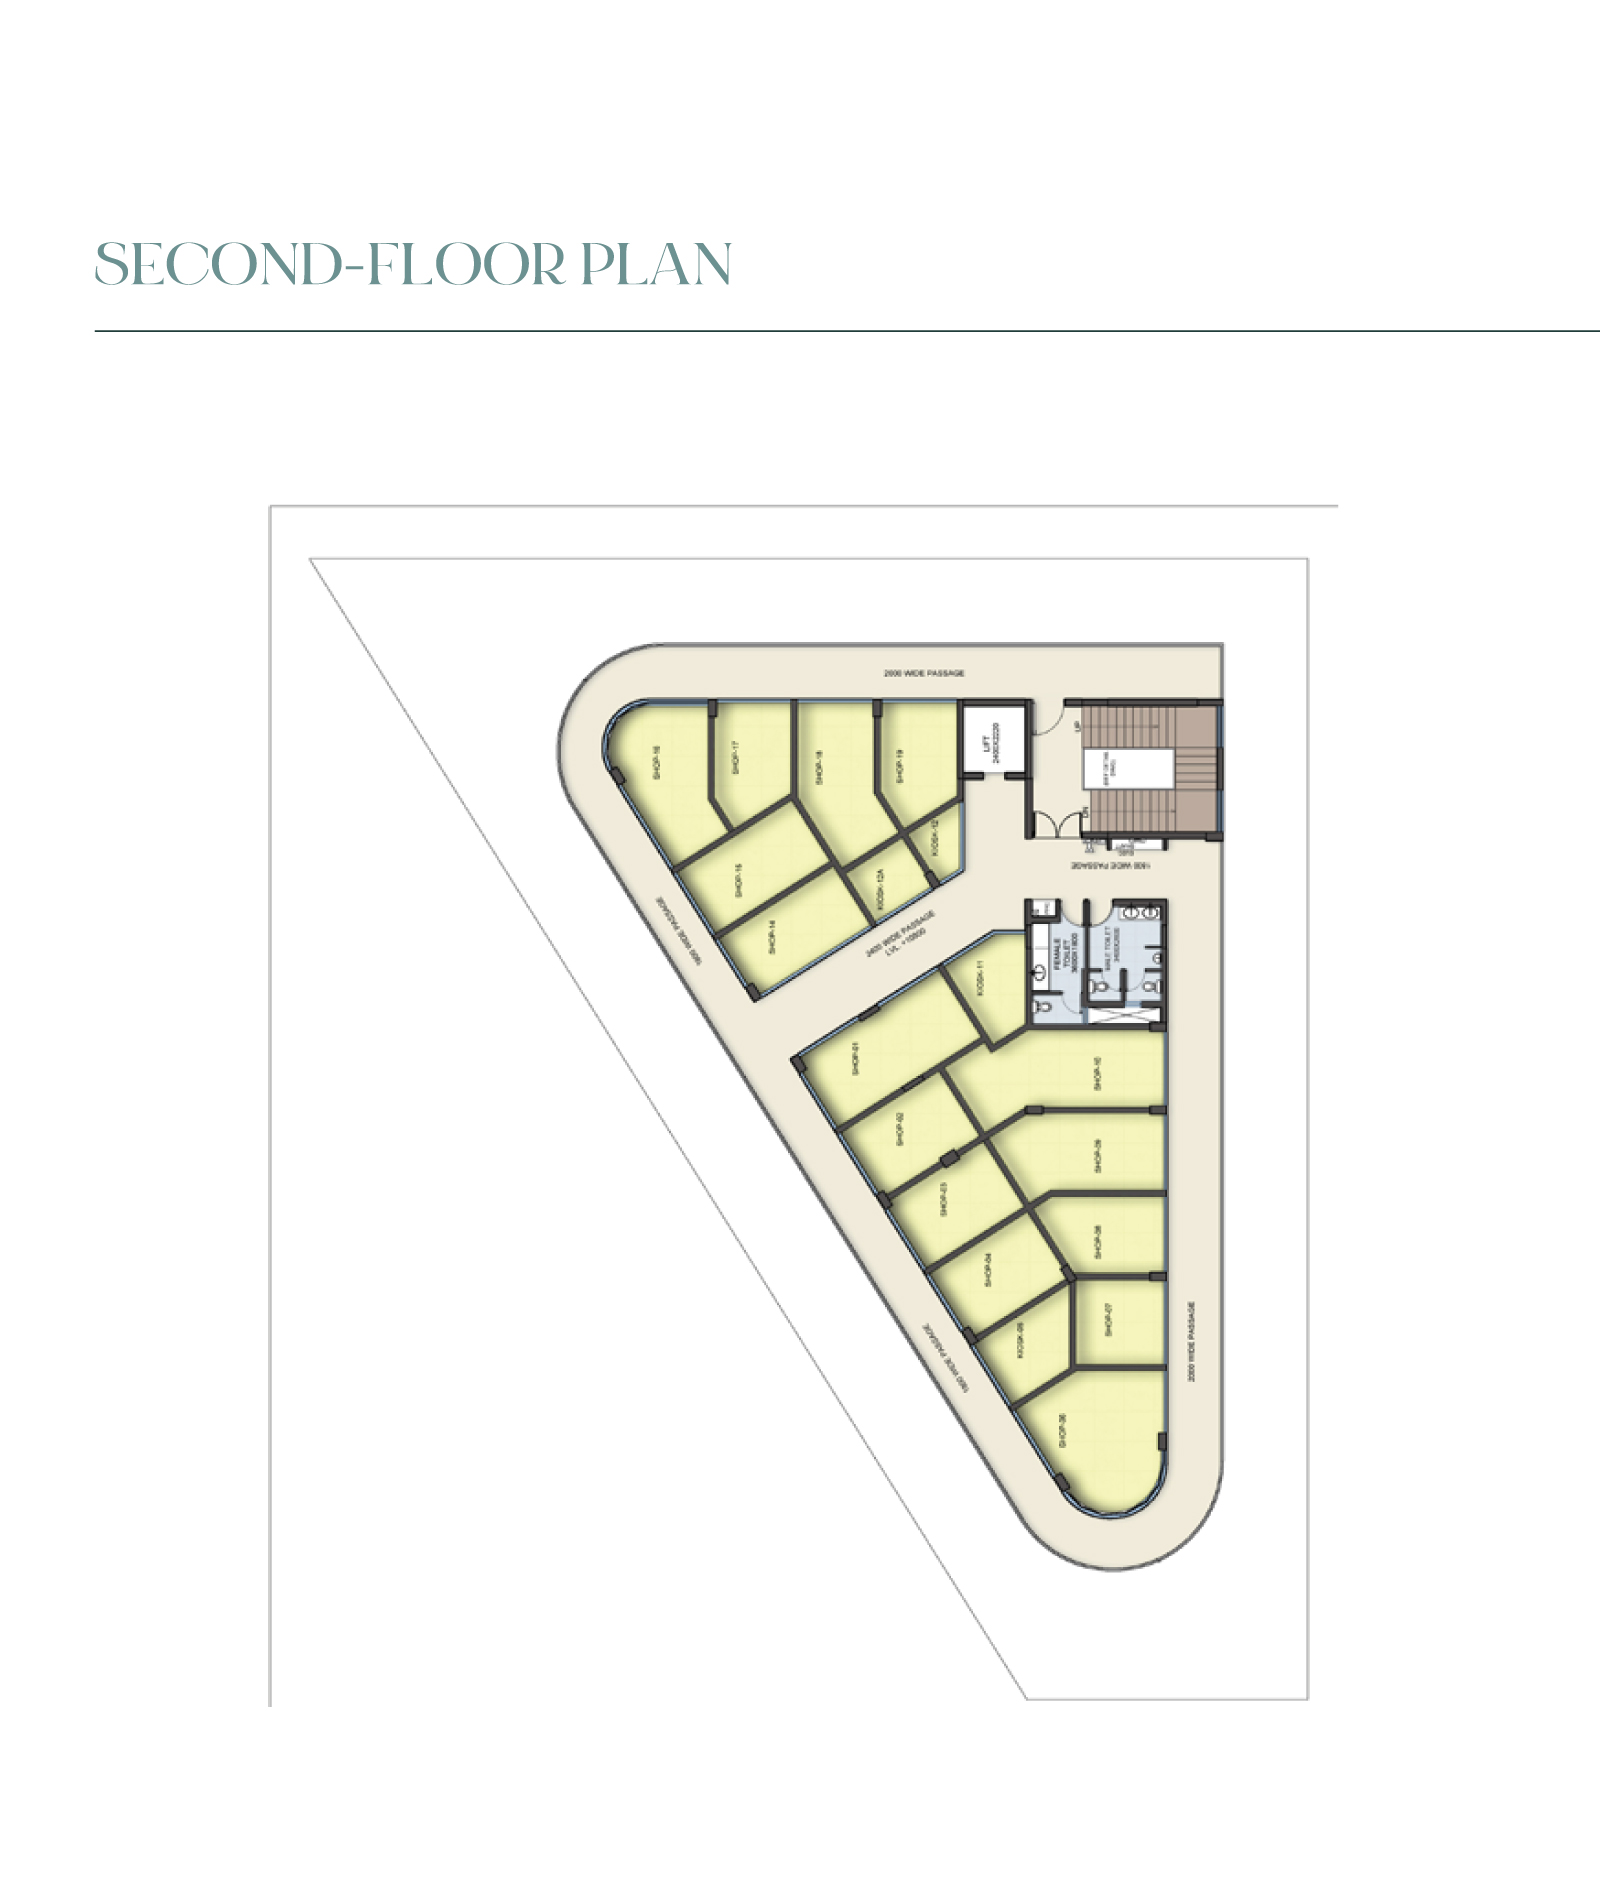 SECOND-FLOOR PLAN
2000 WIDE PASSAGE
SHOP-16
SHOP-17
SHOP-18
SHOP-19
LIFT
2400X2220
UP
DN
KIOSK-12
KIOSK-12A
SHOP-15
SHOP-14
1800 WIDE PASSAGE
1800 WIDE PASSAGE
2400 WIDE PASSAGE
LVL. +10800
FEMALE
TOILET
MALE TOILET
KIOSK-11
SHOP-01
SHOP-10
SHOP-02
SHOP-09
SHOP-03
SHOP-08
SHOP-04
SHOP-07
KIOSK-05
1800 WIDE PASSAGE
2000 WIDE PASSAGE
SHOP-06